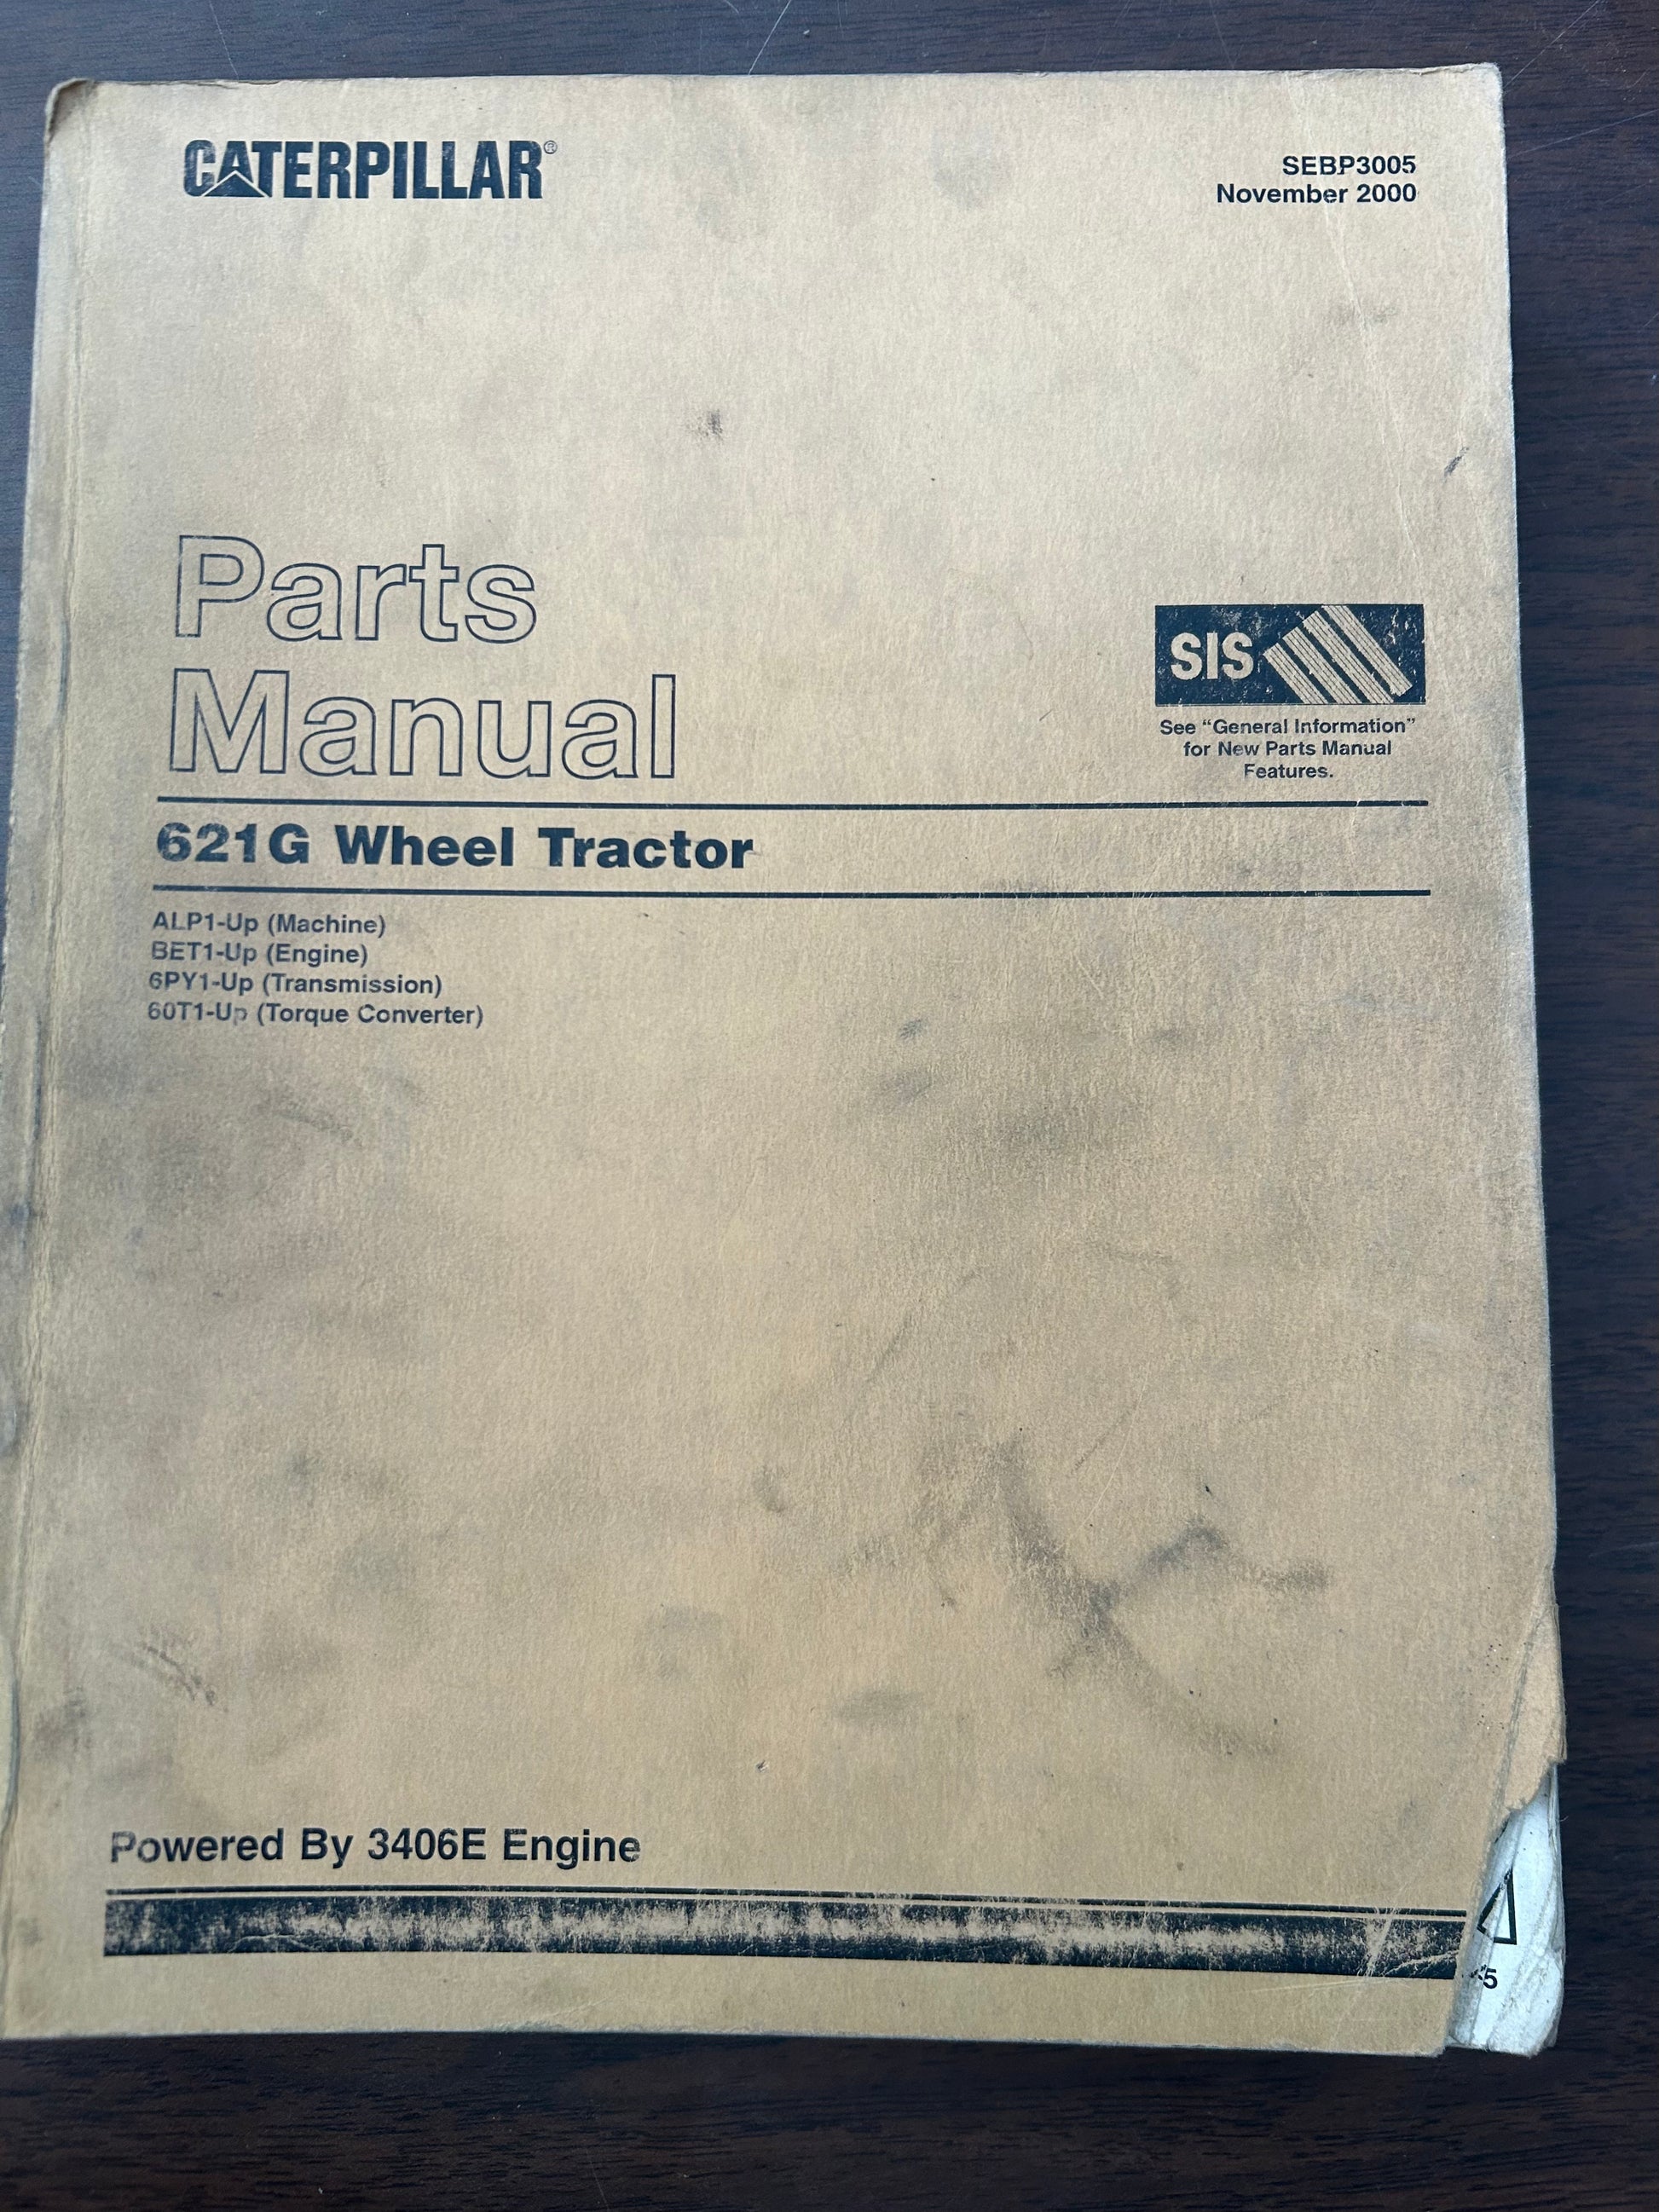 CATERPILLAR®
SEBP3005
November 2000
Parts
Manual
SIS
See “General Information”
for New Parts Manual
Features.
621G Wheel Tractor
ALP1-Up (Machine)
BET1-Up (Engine)
6PY1-Up (Transmission)
60T1-Up (Torque Converter)
Powered By 3406E Engine
5